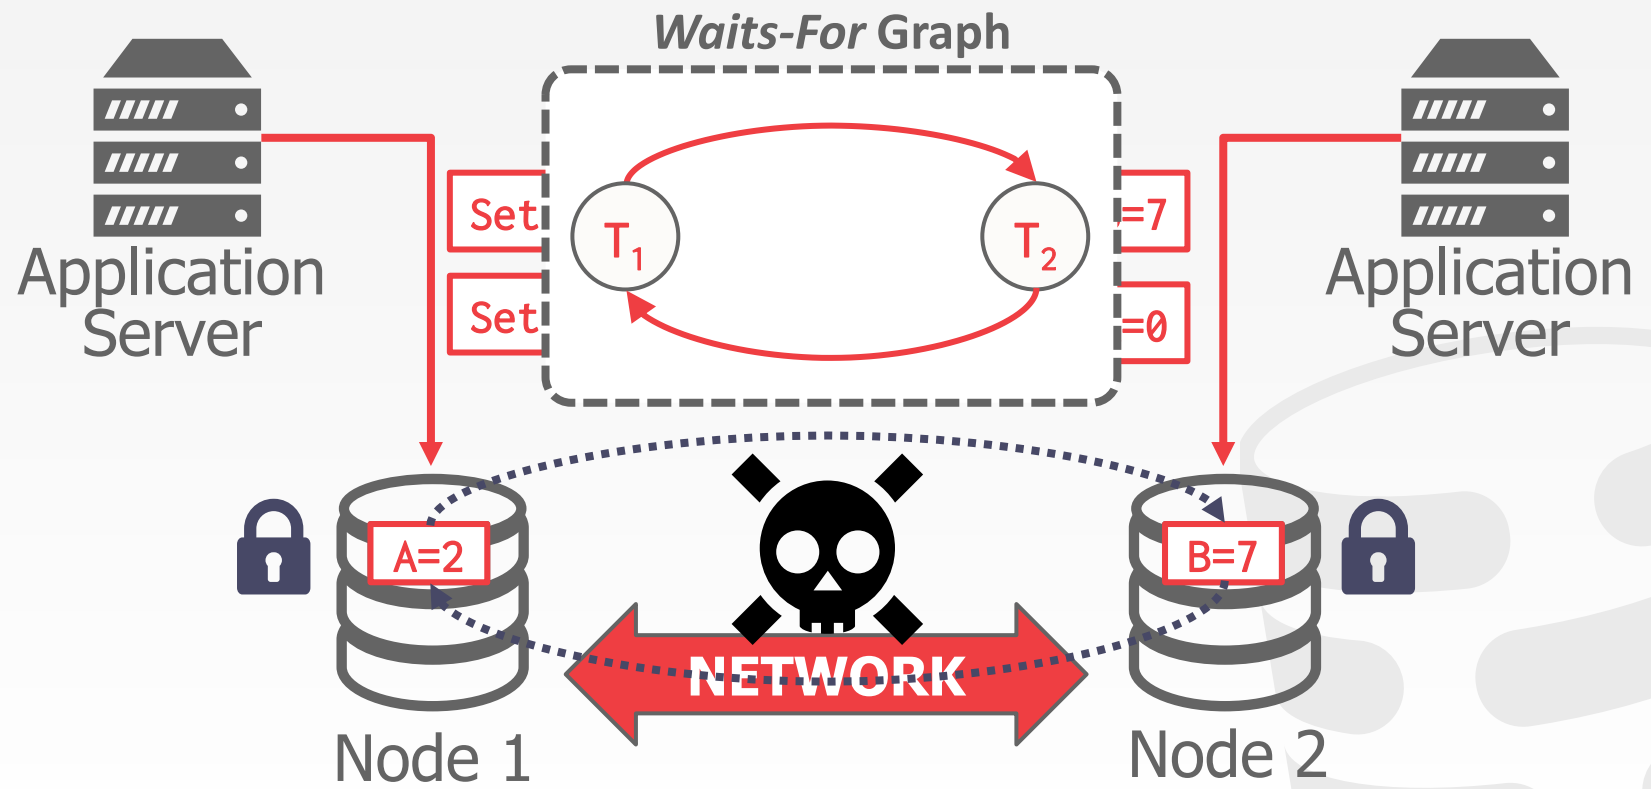 Waits-For Graph
Set
=7
T1
T2
Set
=0
Application
Server
Application
Server
A=2
B=7
NETWORK
Node 1
Node 2